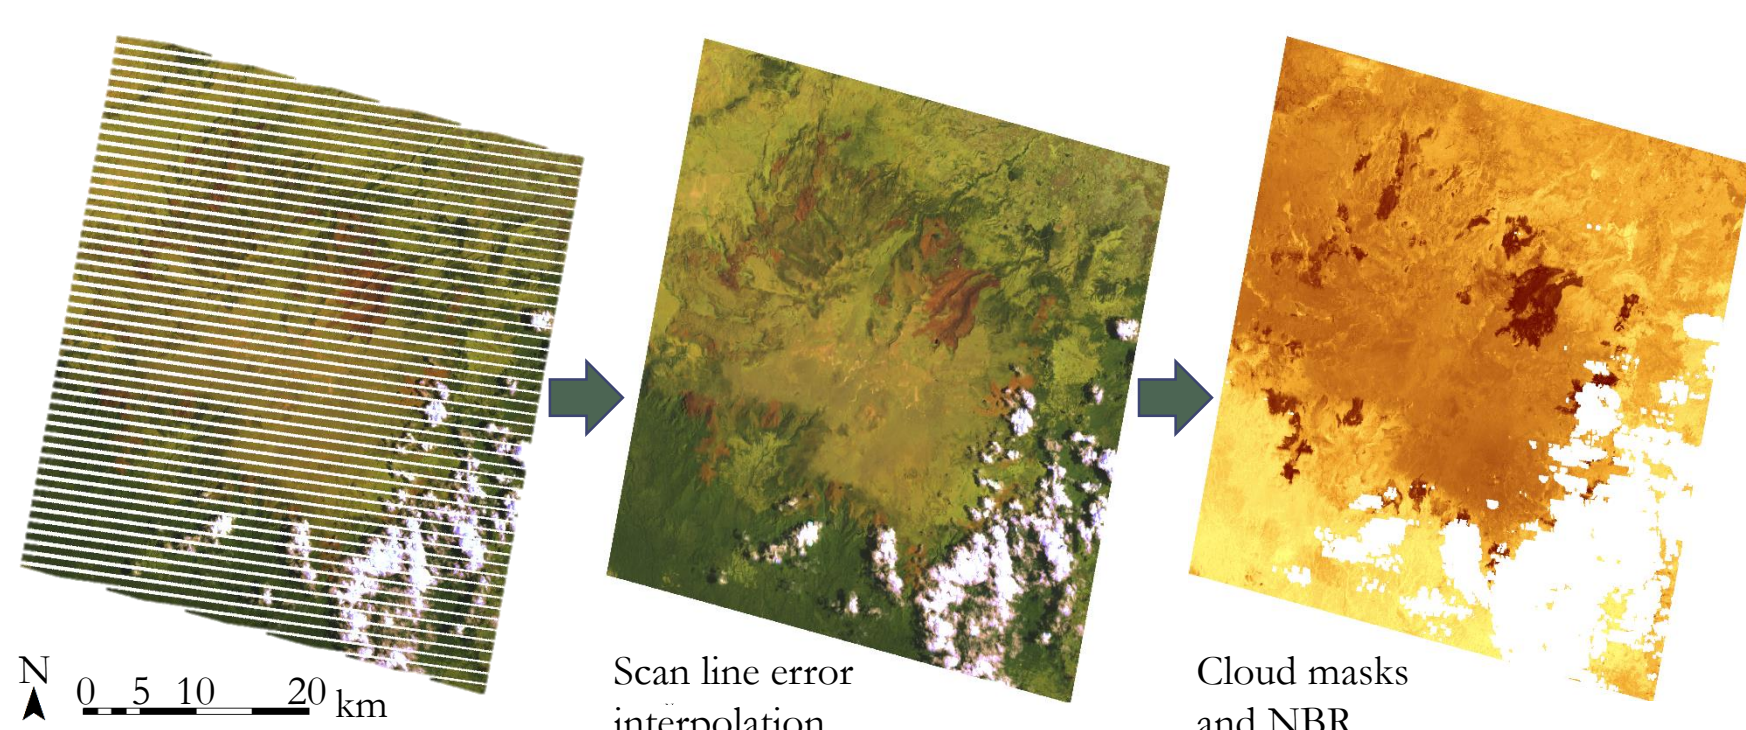 N
0 5 10 20 km
Scan line error
interpolation
Cloud masks
and NBR